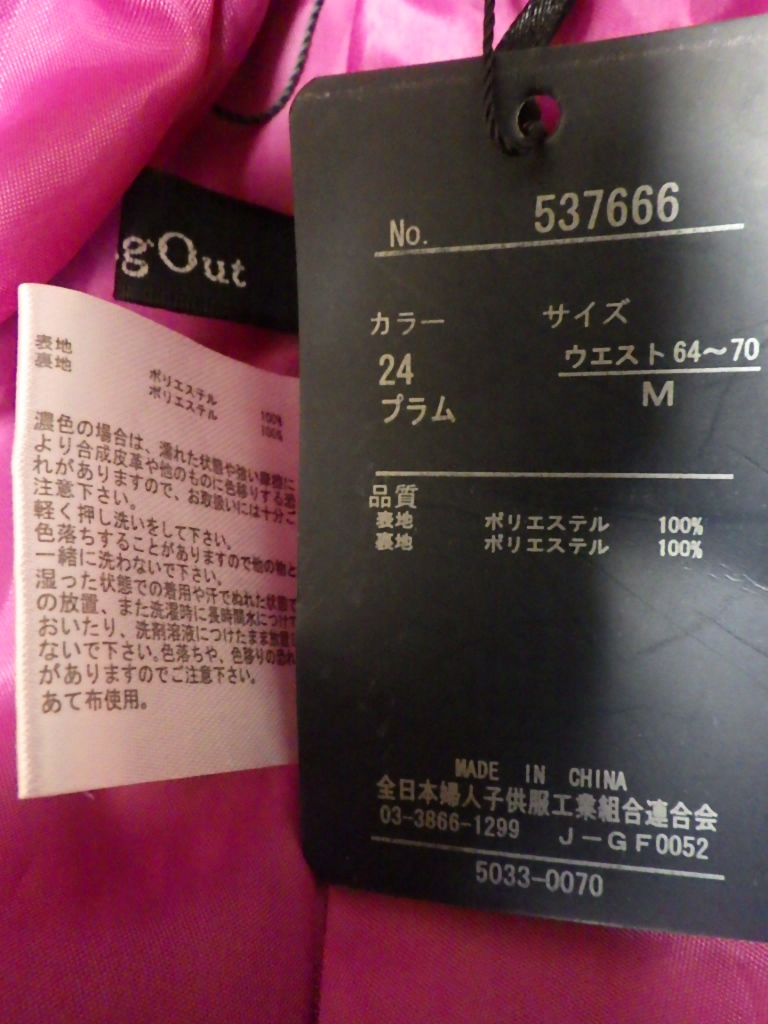 gOut
表地
裏地
ポリエステル 100%
ポリエステル 100%
濃色の場合は、濡れた状態や強い摩擦に
より合成皮革や他のものに色移りする恐
れがありますので、お取扱いには十分ご
注意下さい。
軽く押し洗いをして下さい。
色落ちすることがありますので他の物と
一緒に洗わないで下さい。
湿った状態での着用や汗でぬれた状態で
の放置、また洗濯時に長時間水につけて
おいたり、洗剤溶液につけたまま放置し
ないで下さい。色落ちや、色移りの恐れ
がありますのでご注意下さい。
あて布使用。
No. 537666
カラー サイズ
24 ウエスト 64〜70
プラム M
品質
表地 ポリエステル 100%
裏地 ポリエステル 100%
MADE IN CHINA
全日本婦人子供服工業組合連合会
03-3866-1299 J-GF0052
5033-0070